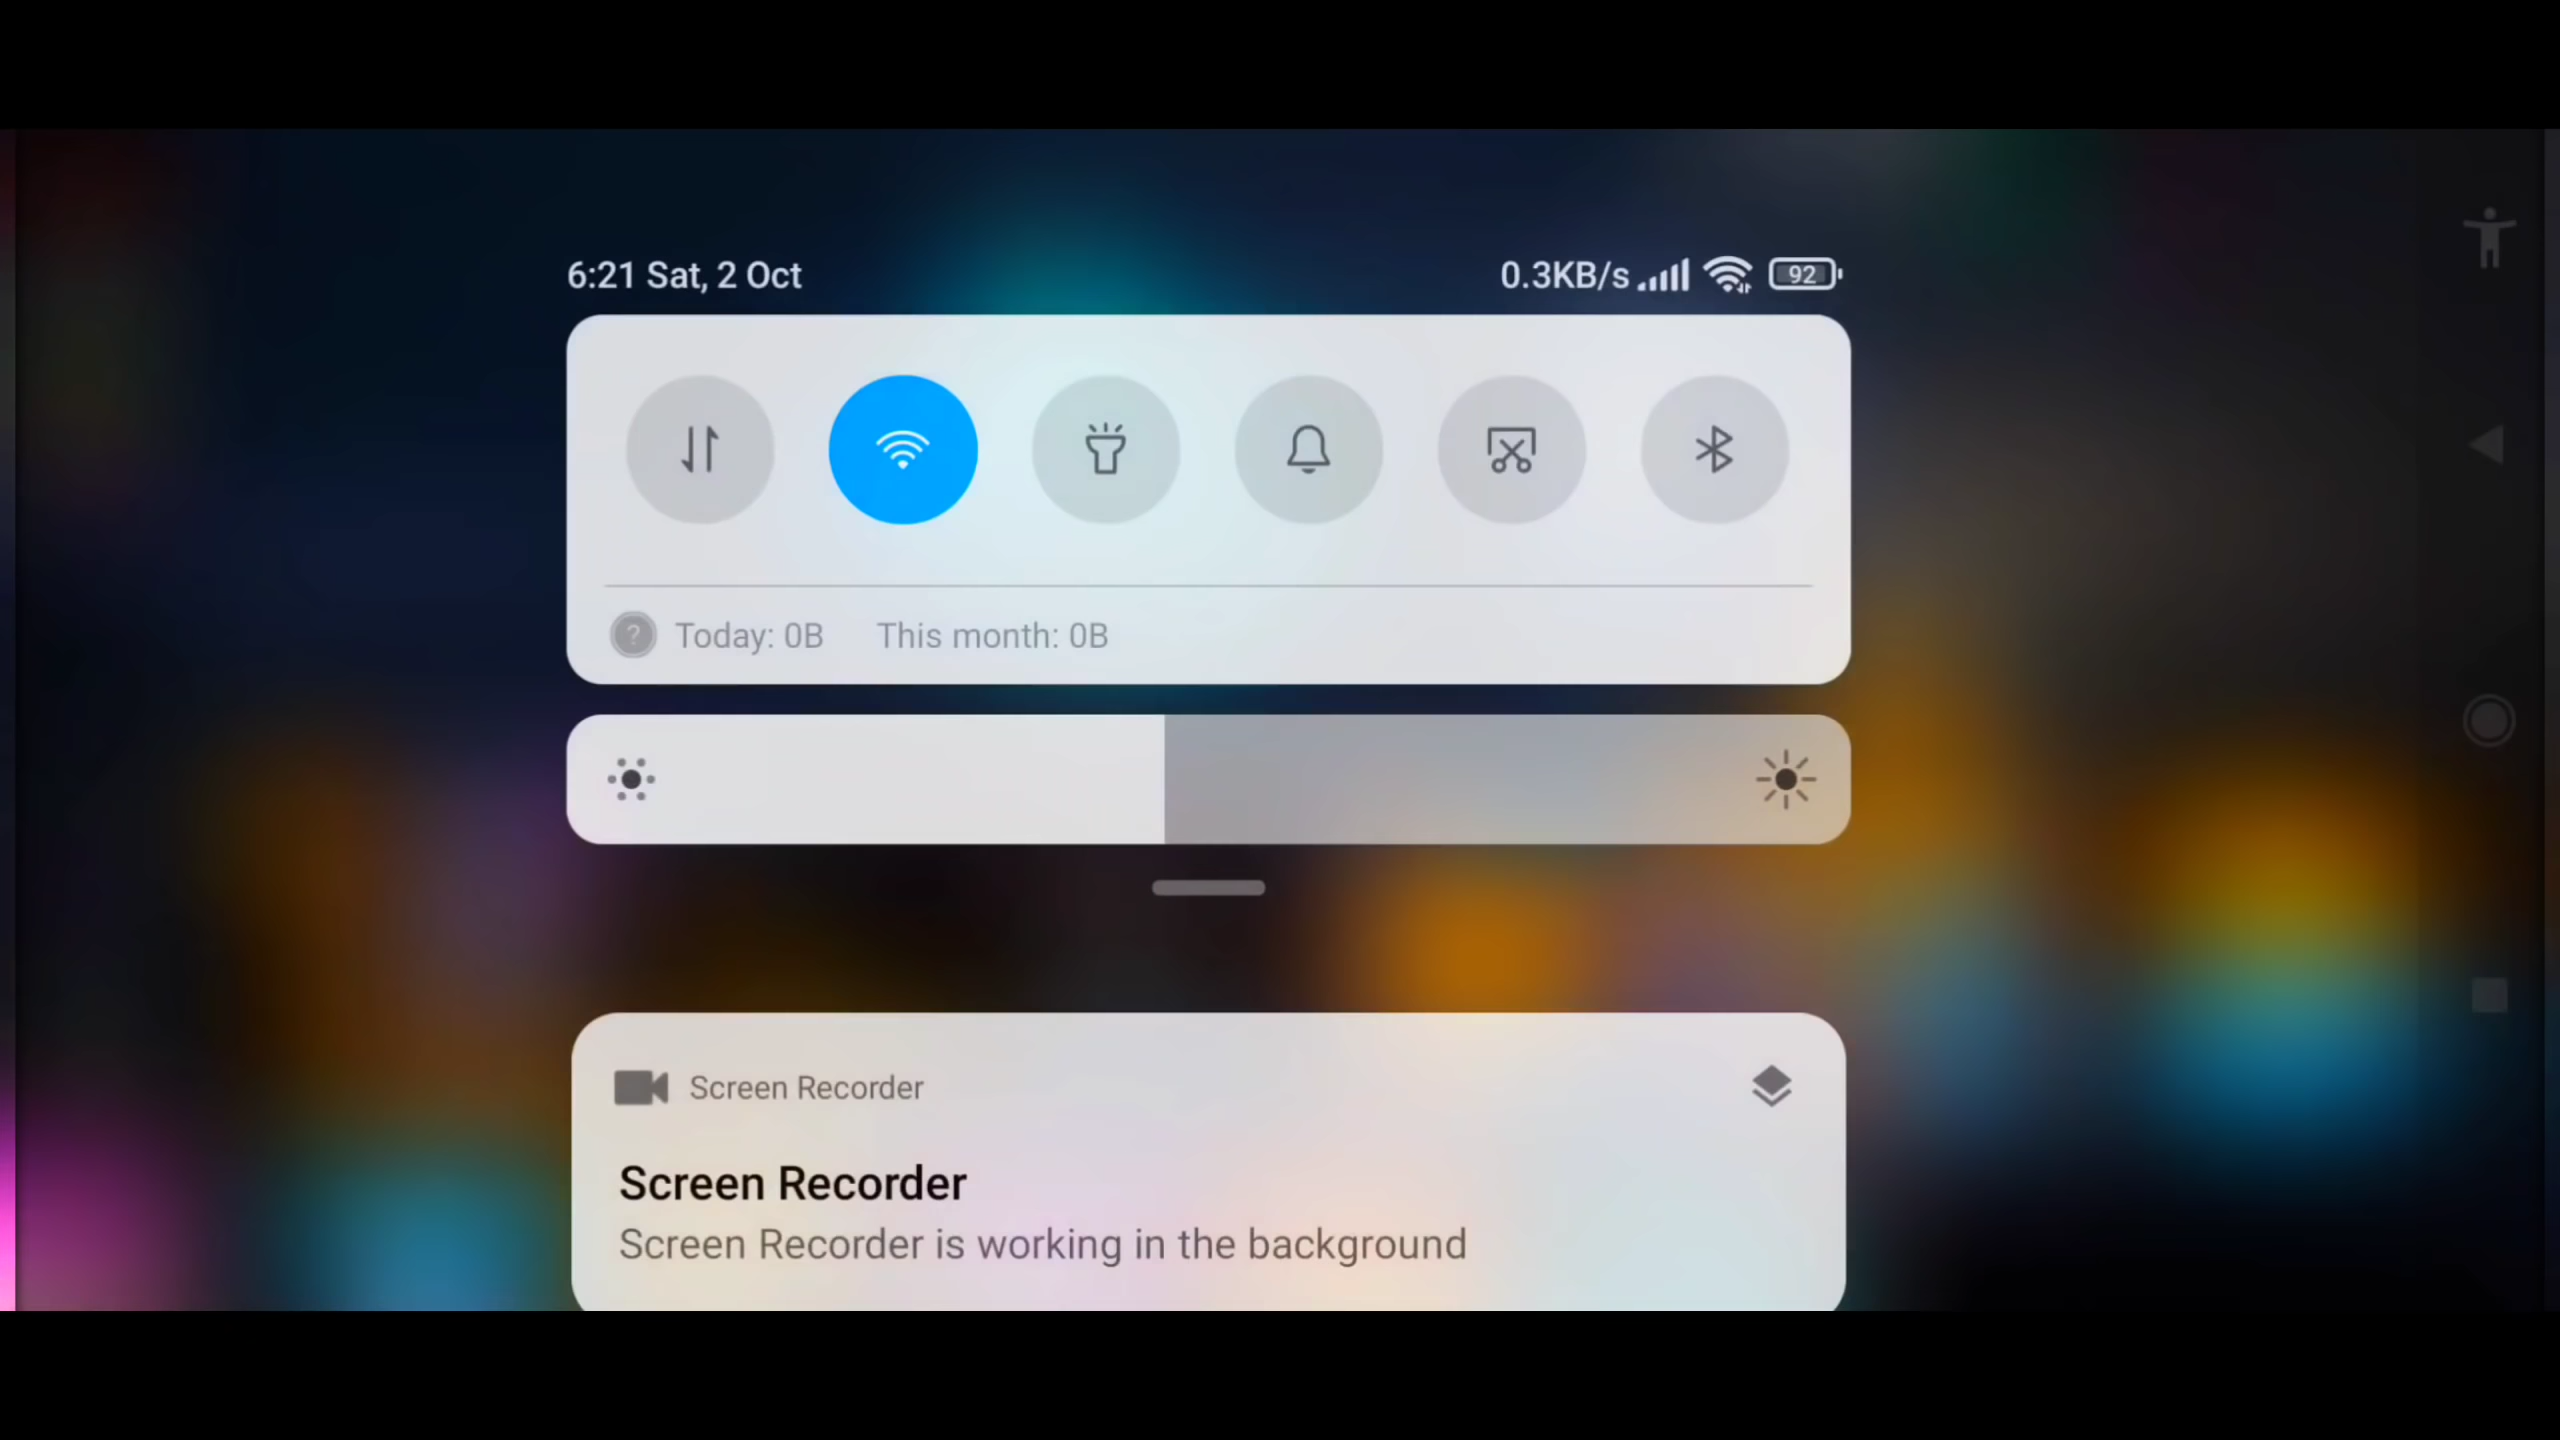 6:21 Sat, 2 Oct 0.3KB/s 92
? Today: 0B This month: 0B
Screen Recorder
Screen Recorder
Screen Recorder is working in the background